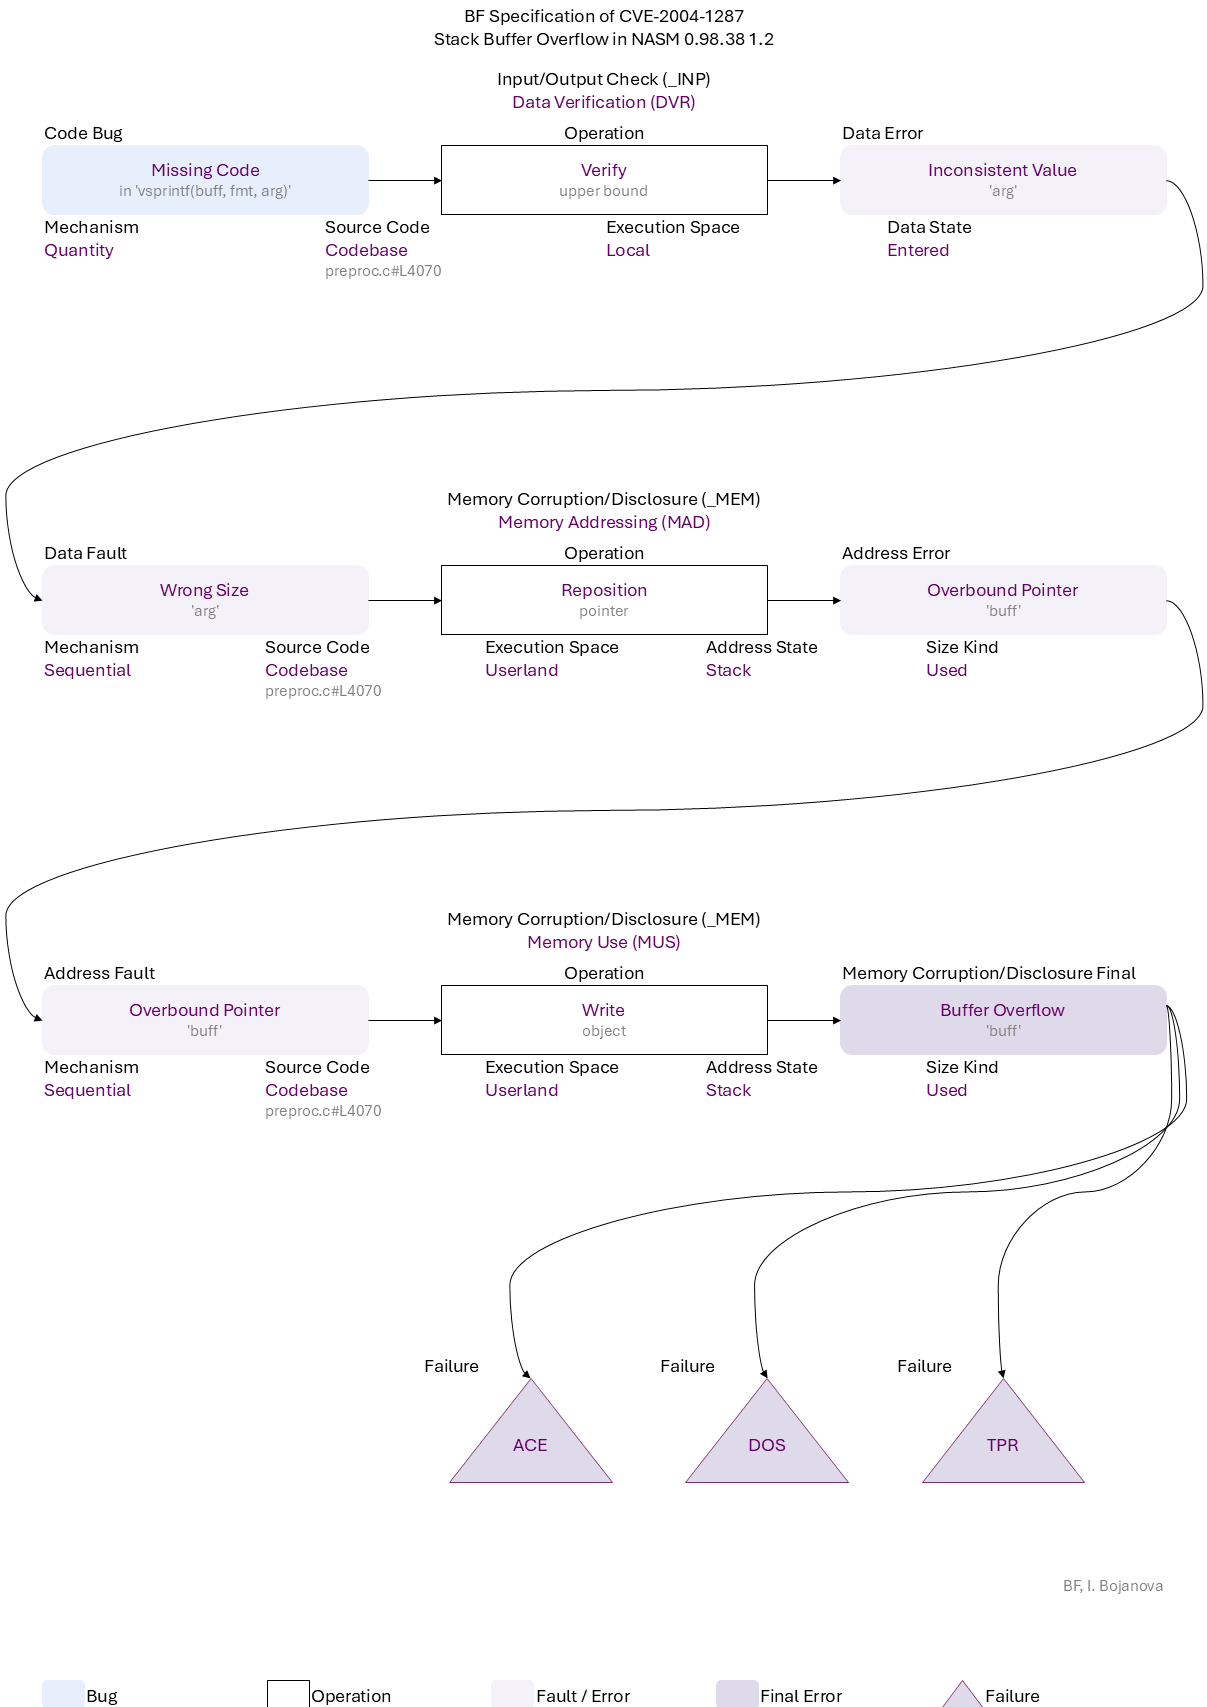 BF Specification of CVE-2004-1287
Stack Buffer Overflow in NASM 0.98.38 1.2
Input/Output Check (_INP)
Data Verification (DVR)
Code Bug Operation Data Error
Missing Code Verify Inconsistent Value
in 'vsprintf(buff, fmt, arg)' upper bound 'arg'
Mechanism Source Code Execution Space Data State
Quantity Codebase Local Entered
preproc.c#L4070
Memory Corruption/Disclosure (_MEM)
Memory Addressing (MAD)
Data Fault Operation Address Error
Wrong Size Reposition Overbound Pointer
'arg' pointer 'buff'
Mechanism Source Code Execution Space Address State Size Kind
Sequential Codebase Userland Stack Used
preproc.c#L4070
Memory Corruption/Disclosure (_MEM)
Memory Use (MUS)
Address Fault Operation Memory Corruption/Disclosure Final
Overbound Pointer Write Buffer Overflow
'buff' object 'buff'
Mechanism Source Code Execution Space Address State Size Kind
Sequential Codebase Userland Stack Used
preproc.c#L4070
Failure Failure Failure
ACE DOS TPR
BF, I. Bojanova
Bug Operation Fault / Error Final Error Failure